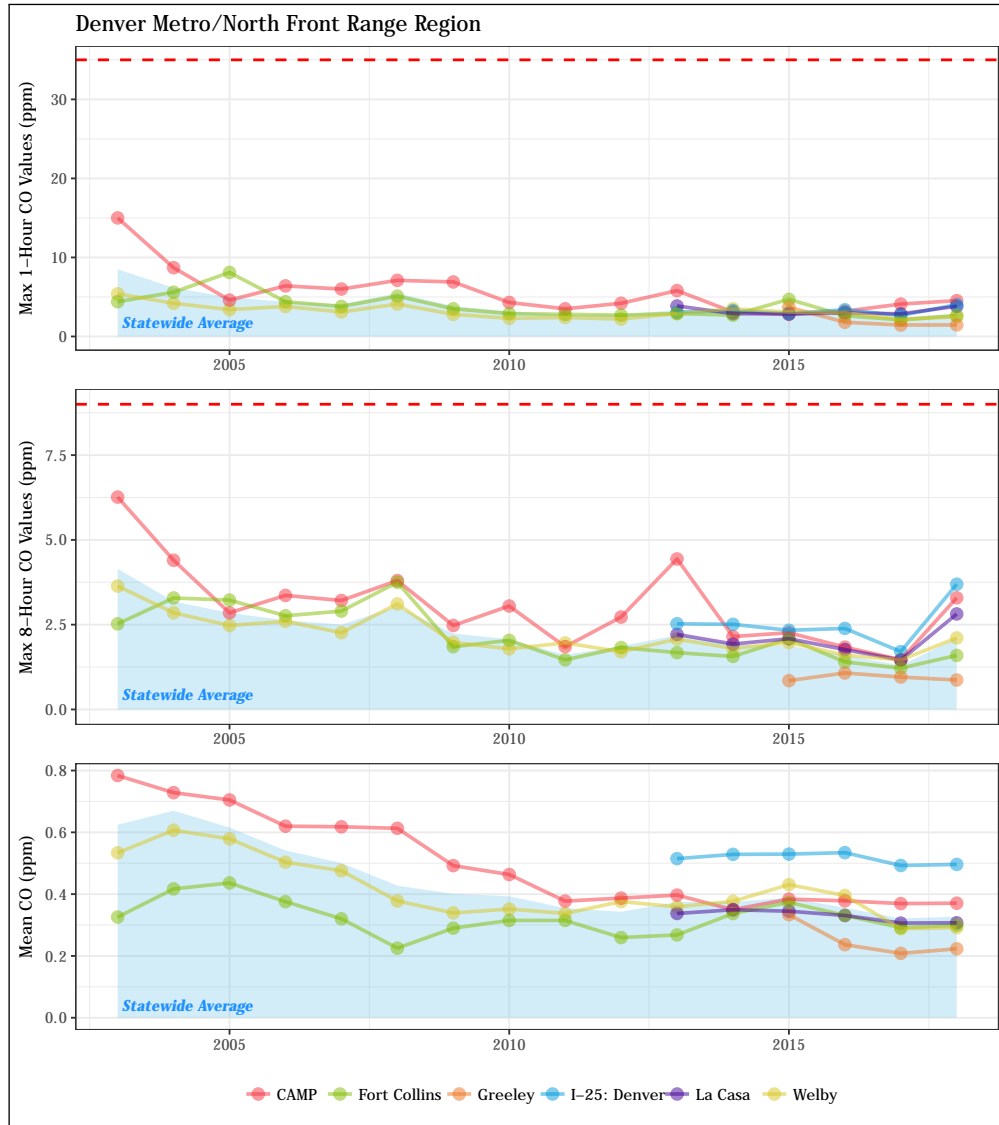 Denver Metro/North Front Range Region
Max 1–Hour CO Values (ppm)
30
20
10
0
Statewide Average
2005
2010
2015
Max 8–Hour CO Values (ppm)
7.5
5.0
2.5
0.0
Statewide Average
2005
2010
2015
Mean CO (ppm)
0.8
0.6
0.4
0.2
0.0
Statewide Average
2005
2010
2015
CAMP Fort Collins Greeley I–25: Denver La Casa Welby